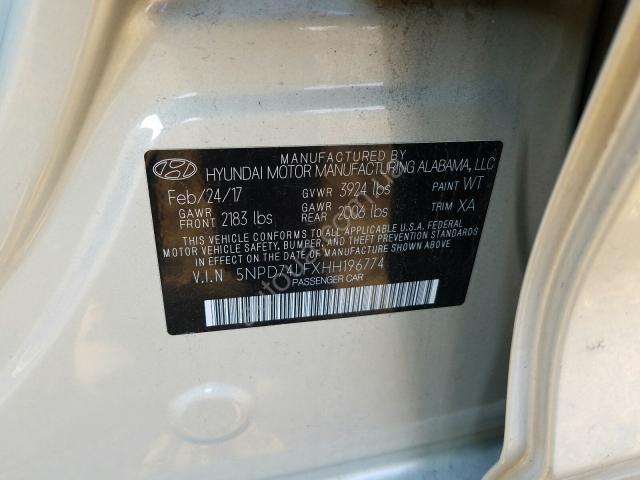 MANUFACTURED BY
HYUNDAI MOTOR MANUFACTURING ALABAMA, LLC
Feb/24/17 GVWR 3924 lbs PAINT WT
GAWR FRONT 2183 lbs GAWR REAR 2006 lbs TRIM XA
THIS VEHICLE CONFORMS TO ALL APPLICABLE U.S.A. FEDERAL
MOTOR VEHICLE SAFETY, BUMPER, AND THEFT PREVENTION STANDARDS
IN EFFECT ON THE DATE OF MANUFACTURE SHOWN ABOVE.
V.I.N 5NPD74LFXHH196774
PASSENGER CAR